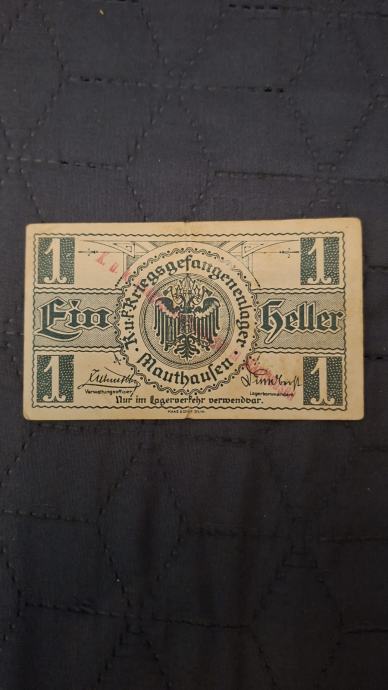 1 1
Ein Heller
K.u.K. Kriegsgefangenenlager
Mauthausen
1 1
Verwaltungsoffizier Lagerkommandant
Nur im Lagerverkehr verwendbar.